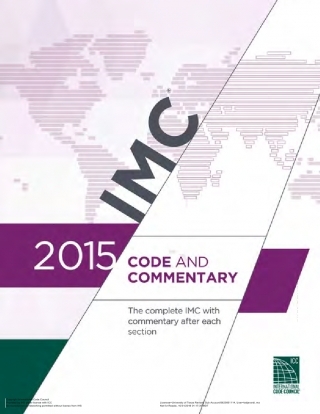 IMC®
2015
CODE AND
COMMENTARY
The complete IMC with
commentary after each
section
ICC
INTERNATIONAL
CODE COUNCIL®